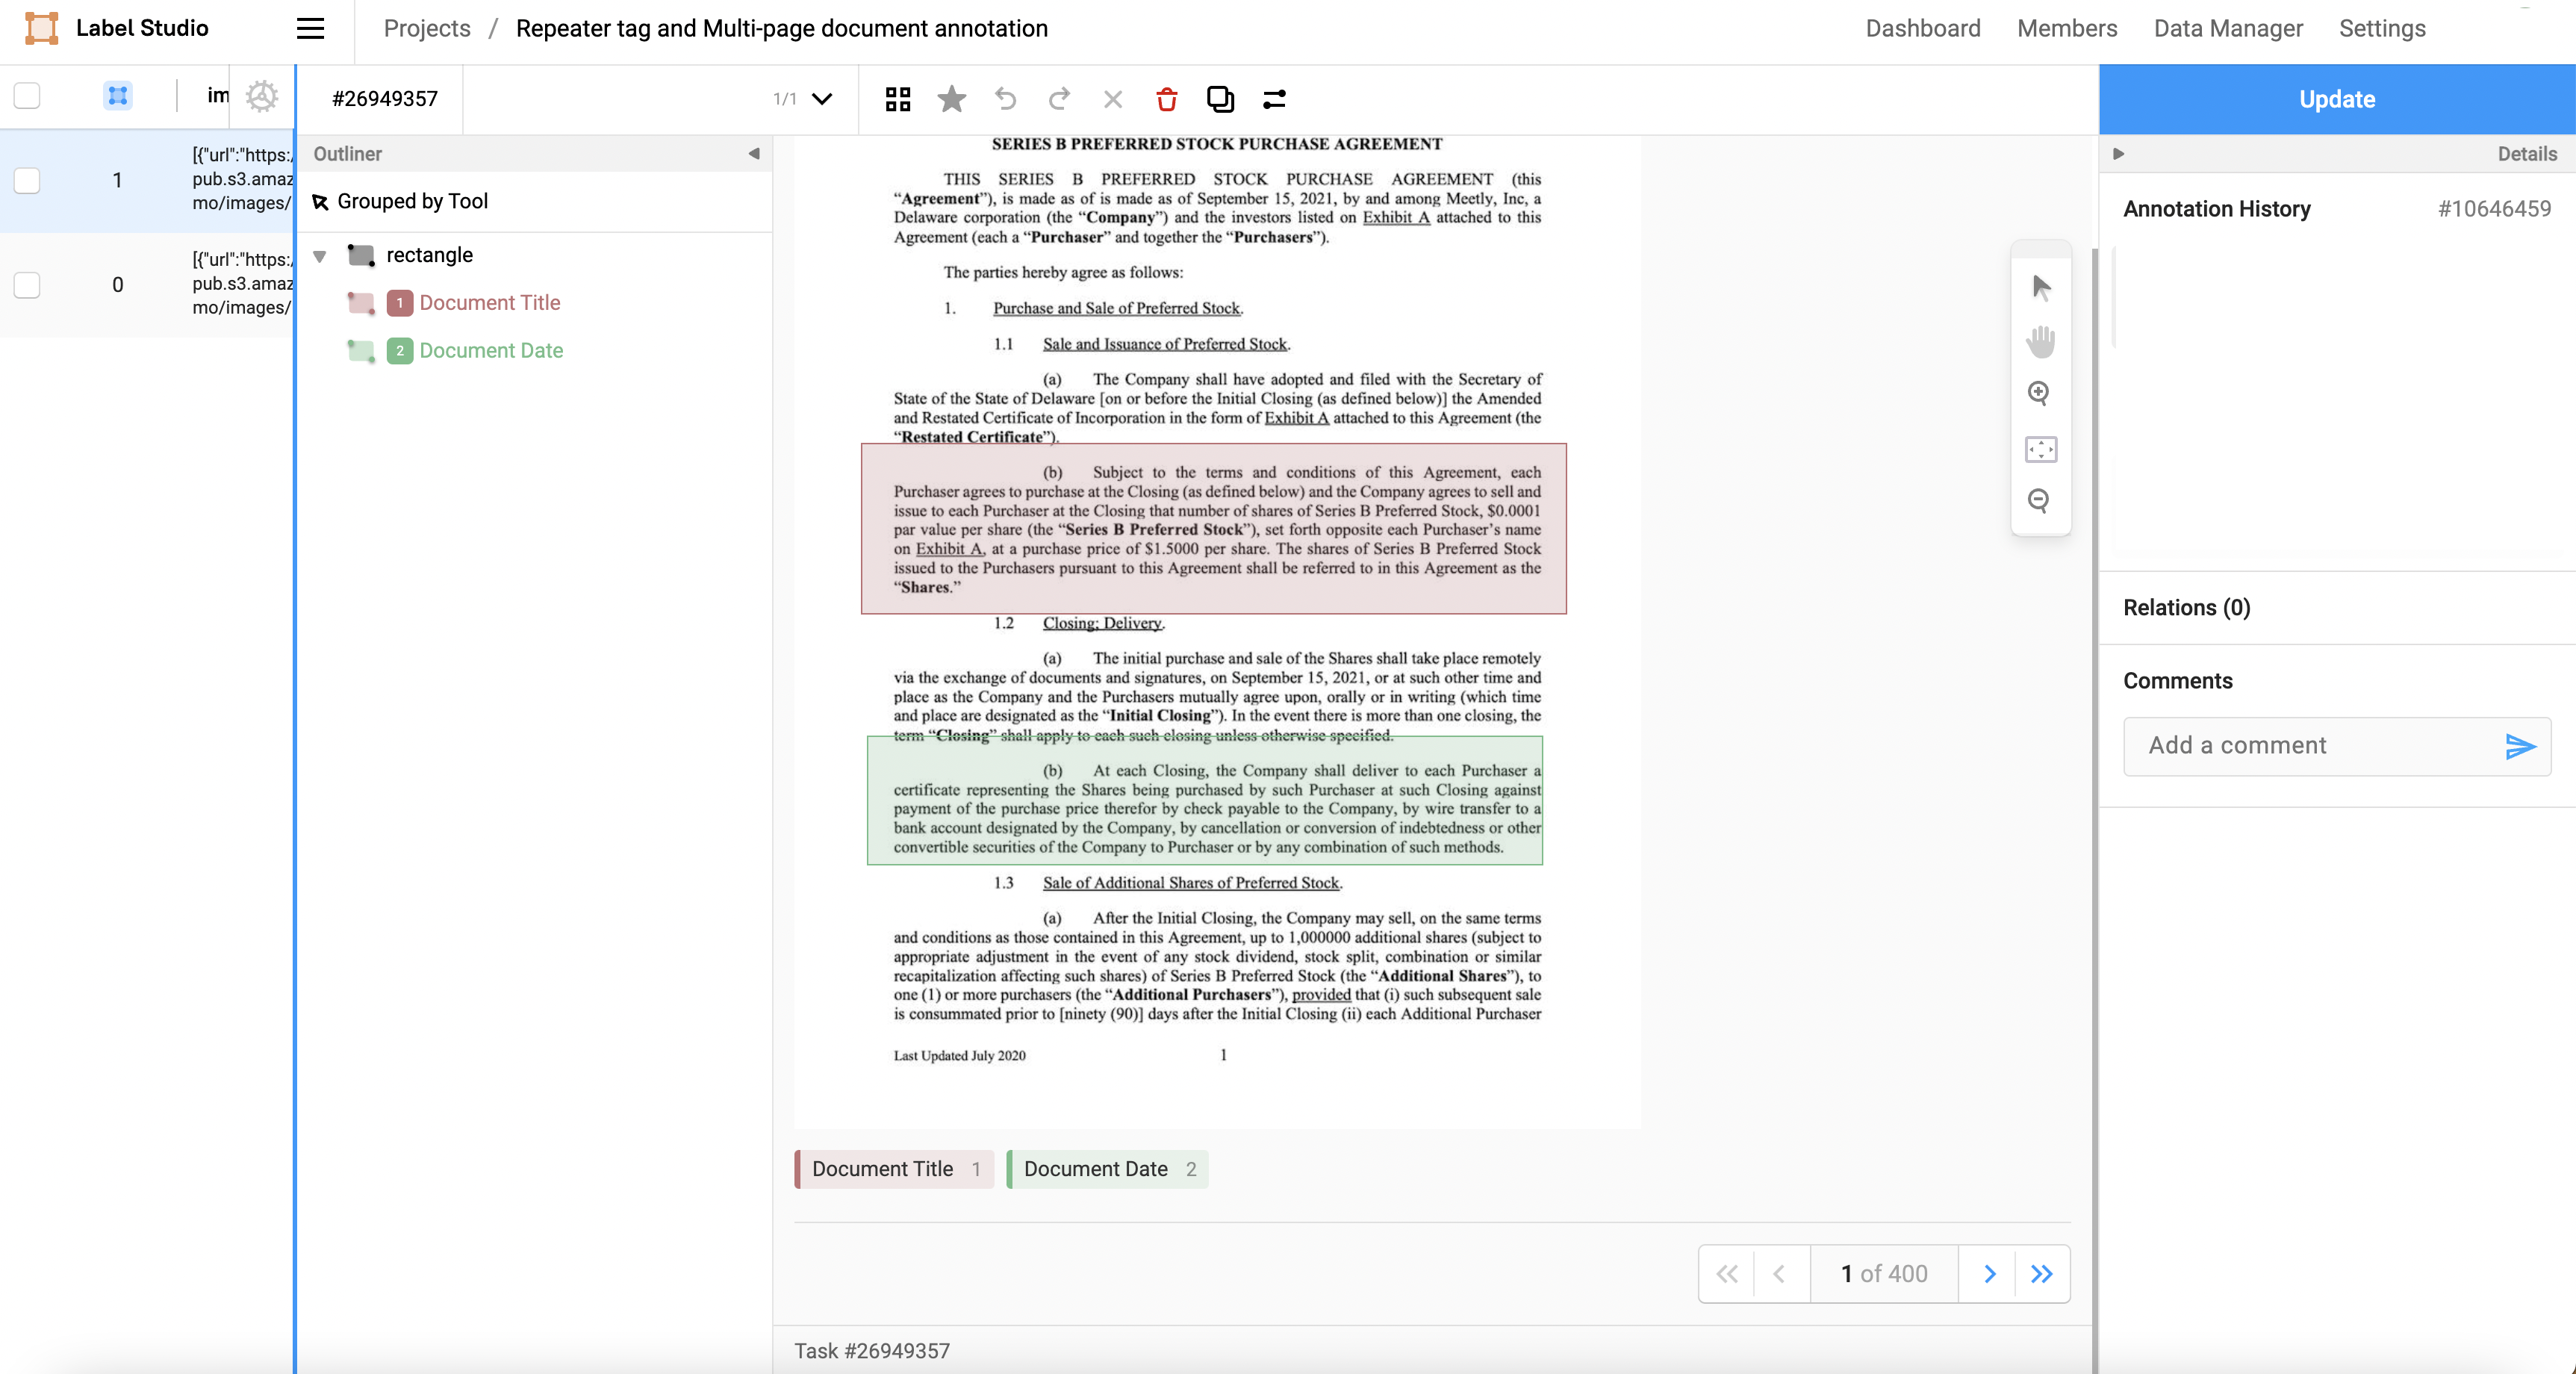 Label Studio
Projects / Repeater tag and Multi-page document annotation
Dashboard Members Data Manager Settings
im
#26949357
1/1
Update
1
[{"url":"https:/
pub.s3.amaz
mo/images/
0
[{"url":"https:/
pub.s3.amaz
mo/images/
Outliner
Grouped by Tool
rectangle
1 Document Title
2 Document Date
SERIES B PREFERRED STOCK PURCHASE AGREEMENT
THIS SERIES B PREFERRED STOCK PURCHASE AGREEMENT (this
“Agreement”), is made as of is made as of September 15, 2021, by and among Meetly, Inc, a
Delaware corporation (the “Company”) and the investors listed on Exhibit A attached to this
Agreement (each a “Purchaser” and together the “Purchasers”).
The parties hereby agree as follows:
1. Purchase and Sale of Preferred Stock.
1.1 Sale and Issuance of Preferred Stock.
(a) The Company shall have adopted and filed with the Secretary of
State of the State of Delaware [on or before the Initial Closing (as defined below)] the Amended
and Restated Certificate of Incorporation in the form of Exhibit A attached to this Agreement (the
“Restated Certificate”).
(b) Subject to the terms and conditions of this Agreement, each
Purchaser agrees to purchase at the Closing (as defined below) and the Company agrees to sell and
issue to each Purchaser at the Closing that number of shares of Series B Preferred Stock, $0.0001
par value per share (the “Series B Preferred Stock”), set forth opposite each Purchaser’s name
on Exhibit A, at a purchase price of $1.5000 per share. The shares of Series B Preferred Stock
issued to the Purchasers pursuant to this Agreement shall be referred to in this Agreement as the
“Shares.”
1.2 Closing; Delivery.
(a) The initial purchase and sale of the Shares shall take place remotely
via the exchange of documents and signatures, on September 15, 2021, or at such other time and
place as the Company and the Purchasers mutually agree upon, orally or in writing (which time
and place are designated as the “Initial Closing”). In the event there is more than one closing, the
term “Closing” shall apply to each such closing unless otherwise specified.
(b) At each Closing, the Company shall deliver to each Purchaser a
certificate representing the Shares being purchased by such Purchaser at such Closing against
payment of the purchase price therefor by check payable to the Company, by wire transfer to a
bank account designated by the Company, by cancellation or conversion of indebtedness or other
convertible securities of the Company to Purchaser or by any combination of such methods.
1.3 Sale of Additional Shares of Preferred Stock.
(a) After the Initial Closing, the Company may sell, on the same terms
and conditions as those contained in this Agreement, up to 1,000000 additional shares (subject to
appropriate adjustment in the event of any stock dividend, stock split, combination or similar
recapitalization affecting such shares) of Series B Preferred Stock (the “Additional Shares”), to
one (1) or more purchasers (the “Additional Purchasers”), provided that (i) such subsequent sale
is consummated prior to [ninety (90)] days after the Initial Closing (ii) each Additional Purchaser
Last Updated July 2020 1
Document Title 1 Document Date 2
1 of 400
Task #26949357
Details
Annotation History #10646459
Relations (0)
Comments
Add a comment